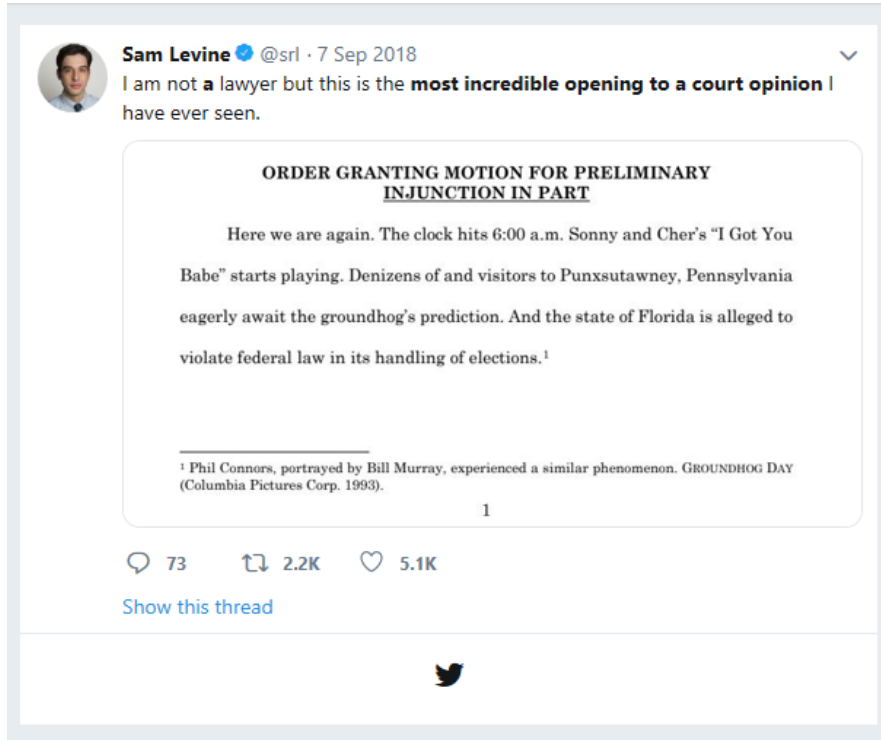 Sam Levine @srl · 7 Sep 2018
I am not a lawyer but this is the most incredible opening to a court opinion I
have ever seen.
ORDER GRANTING MOTION FOR PRELIMINARY
INJUNCTION IN PART
Here we are again. The clock hits 6:00 a.m. Sonny and Cher’s “I Got You
Babe” starts playing. Denizens of and visitors to Punxsutawney, Pennsylvania
eagerly await the groundhog’s prediction. And the state of Florida is alleged to
violate federal law in its handling of elections.¹
¹ Phil Connors, portrayed by Bill Murray, experienced a similar phenomenon. GROUNDHOG DAY
(Columbia Pictures Corp. 1993).
1
73 2.2K 5.1K
Show this thread